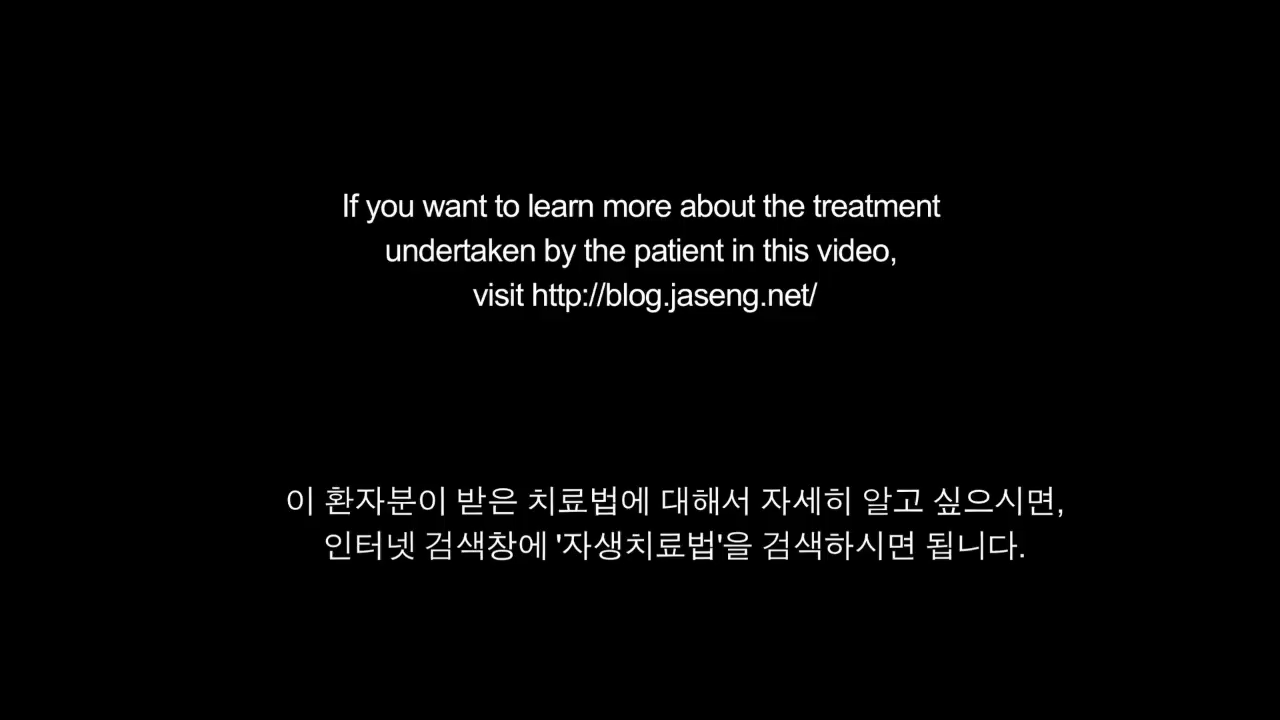 If you want to learn more about the treatment
undertaken by the patient in this video,
visit http://blog.jaseng.net/
이 환자분이 받은 치료법에 대해서 자세히 알고 싶으시면,
인터넷 검색창에 '자생치료법'을 검색하시면 됩니다.